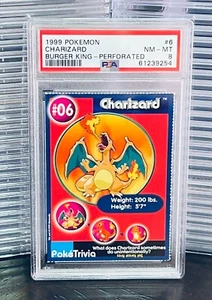 1999 POKEMON #6
CHARIZARD NM-MT
BURGER KING-PERFORATED 8
PSA 61239254
#06
Charizard
Weight: 200 lbs.
Height: 5'7"
PokéTrivia
What does Charizard sometimes
do unintentionally?